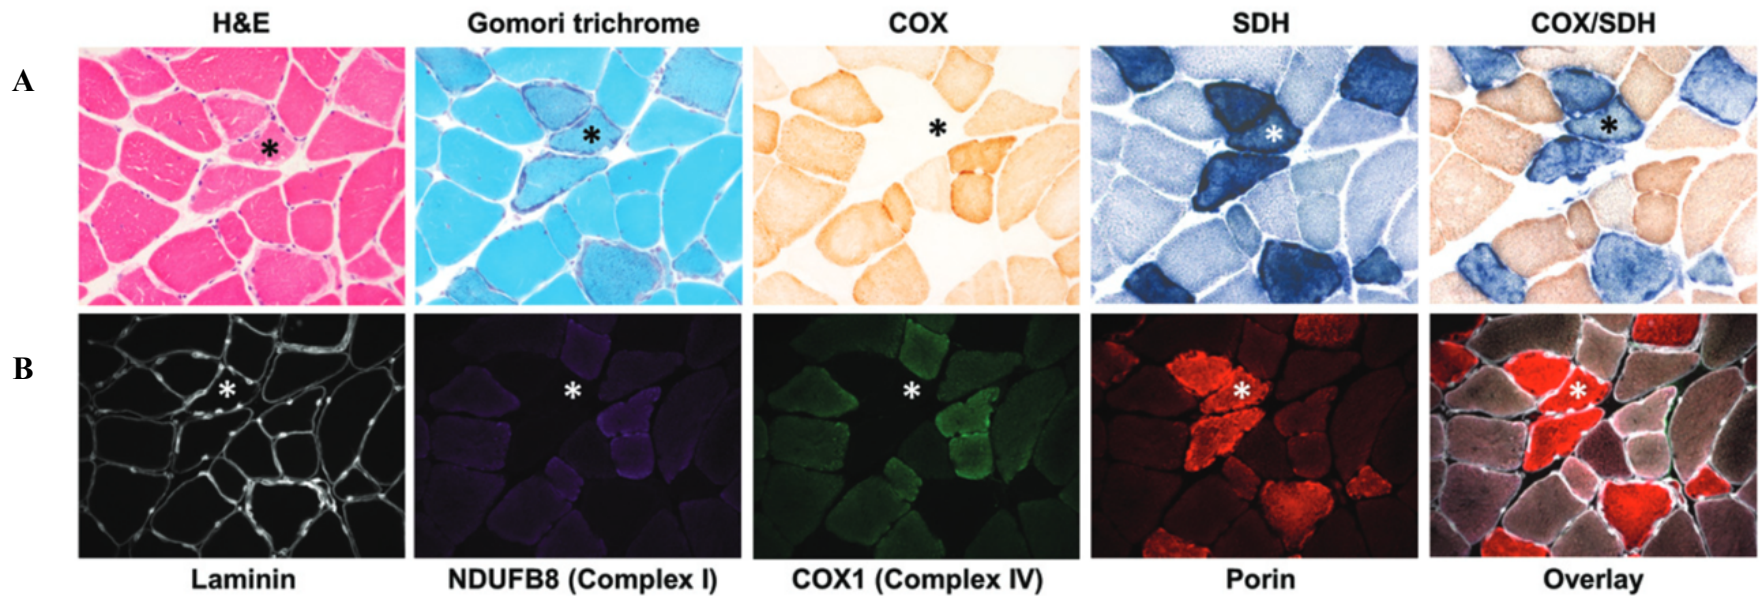 H&E Gomori trichrome COX SDH COX/SDH
A
* * * * *
B
* * * * *
Laminin NDUFB8 (Complex I) COX1 (Complex IV) Porin Overlay